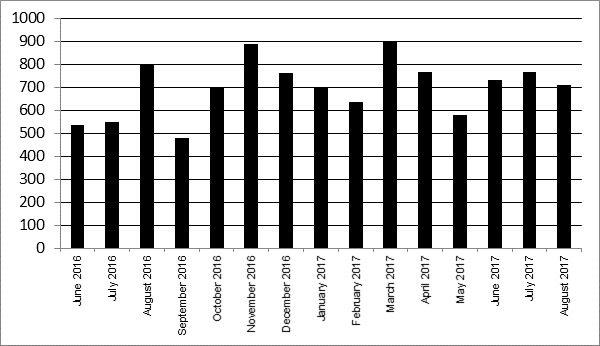 1000
900
800
700
600
500
400
300
200
100
0
June 2016
July 2016
August 2016
September 2016
October 2016
November 2016
December 2016
January 2017
February 2017
March 2017
April 2017
May 2017
June 2017
July 2017
August 2017